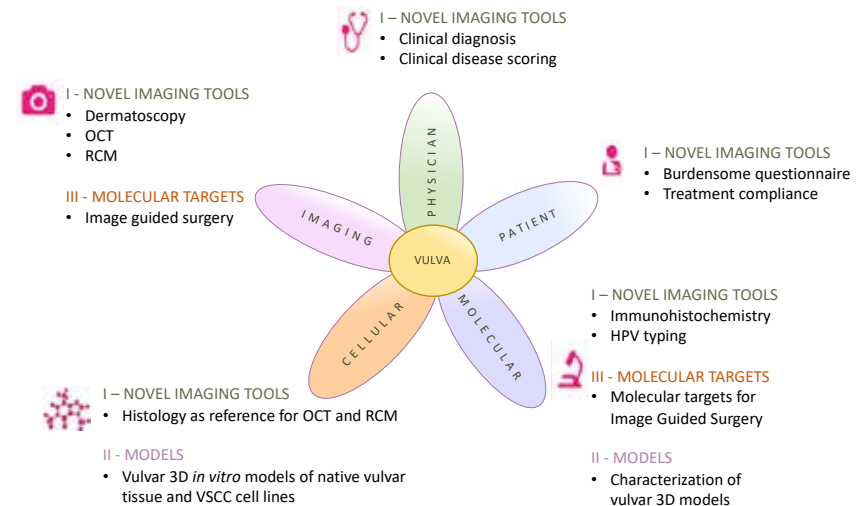 I – NOVEL IMAGING TOOLS
• Clinical diagnosis
• Clinical disease scoring
I - NOVEL IMAGING TOOLS
• Dermatoscopy
• OCT
• RCM
III - MOLECULAR TARGETS
• Image guided surgery
I – NOVEL IMAGING TOOLS
• Burdensome questionnaire
• Treatment compliance
PHYSICIAN
IMAGING
PATIENT
VULVA
CELLULAR
MOLECULAR
I – NOVEL IMAGING TOOLS
• Immunohistochemistry
• HPV typing
III - MOLECULAR TARGETS
• Molecular targets for
Image Guided Surgery
II - MODELS
• Characterization of
vulvar 3D models
I – NOVEL IMAGING TOOLS
• Histology as reference for OCT and RCM
II - MODELS
• Vulvar 3D in vitro models of native vulvar
tissue and VSCC cell lines